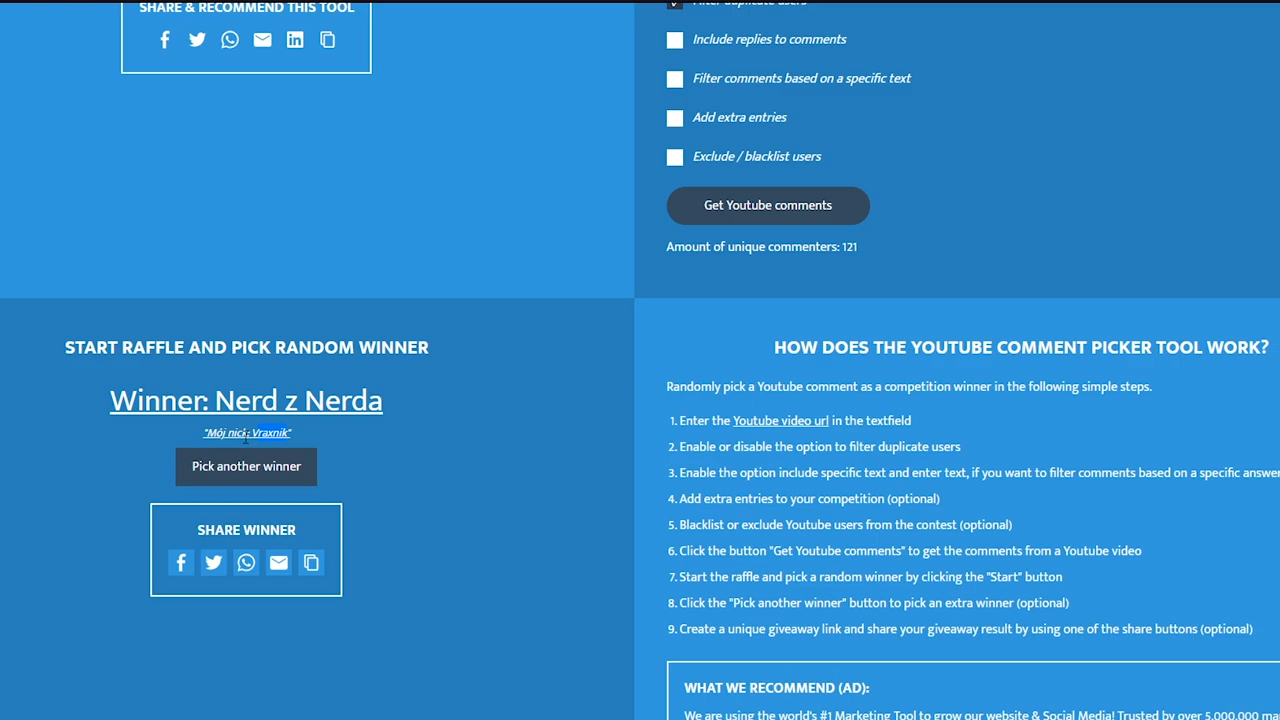 SHARE & RECOMMEND THIS TOOL
Filter duplicate users
Include replies to comments
Filter comments based on a specific text
Add extra entries
Exclude / blacklist users
Get Youtube comments
Amount of unique commenters: 121
START RAFFLE AND PICK RANDOM WINNER
Winner: Nerd z Nerda
"Mój nick: Vraxnik"
Pick another winner
SHARE WINNER
HOW DOES THE YOUTUBE COMMENT PICKER TOOL WORK?
Randomly pick a Youtube comment as a competition winner in the following simple steps.
1. Enter the Youtube video url in the textfield
2. Enable or disable the option to filter duplicate users
3. Enable the option include specific text and enter text, if you want to filter comments based on a specific answer
4. Add extra entries to your competition (optional)
5. Blacklist or exclude Youtube users from the contest (optional)
6. Click the button "Get Youtube comments" to get the comments from a Youtube video
7. Start the raffle and pick a random winner by clicking the "Start" button
8. Click the "Pick another winner" button to pick an extra winner (optional)
9. Create a unique giveaway link and share your giveaway result by using one of the share buttons (optional)
WHAT WE RECOMMEND (AD):
We are using the world's #1 Marketing Tool to grow our website & Social Media! Trusted by over 5,000,000